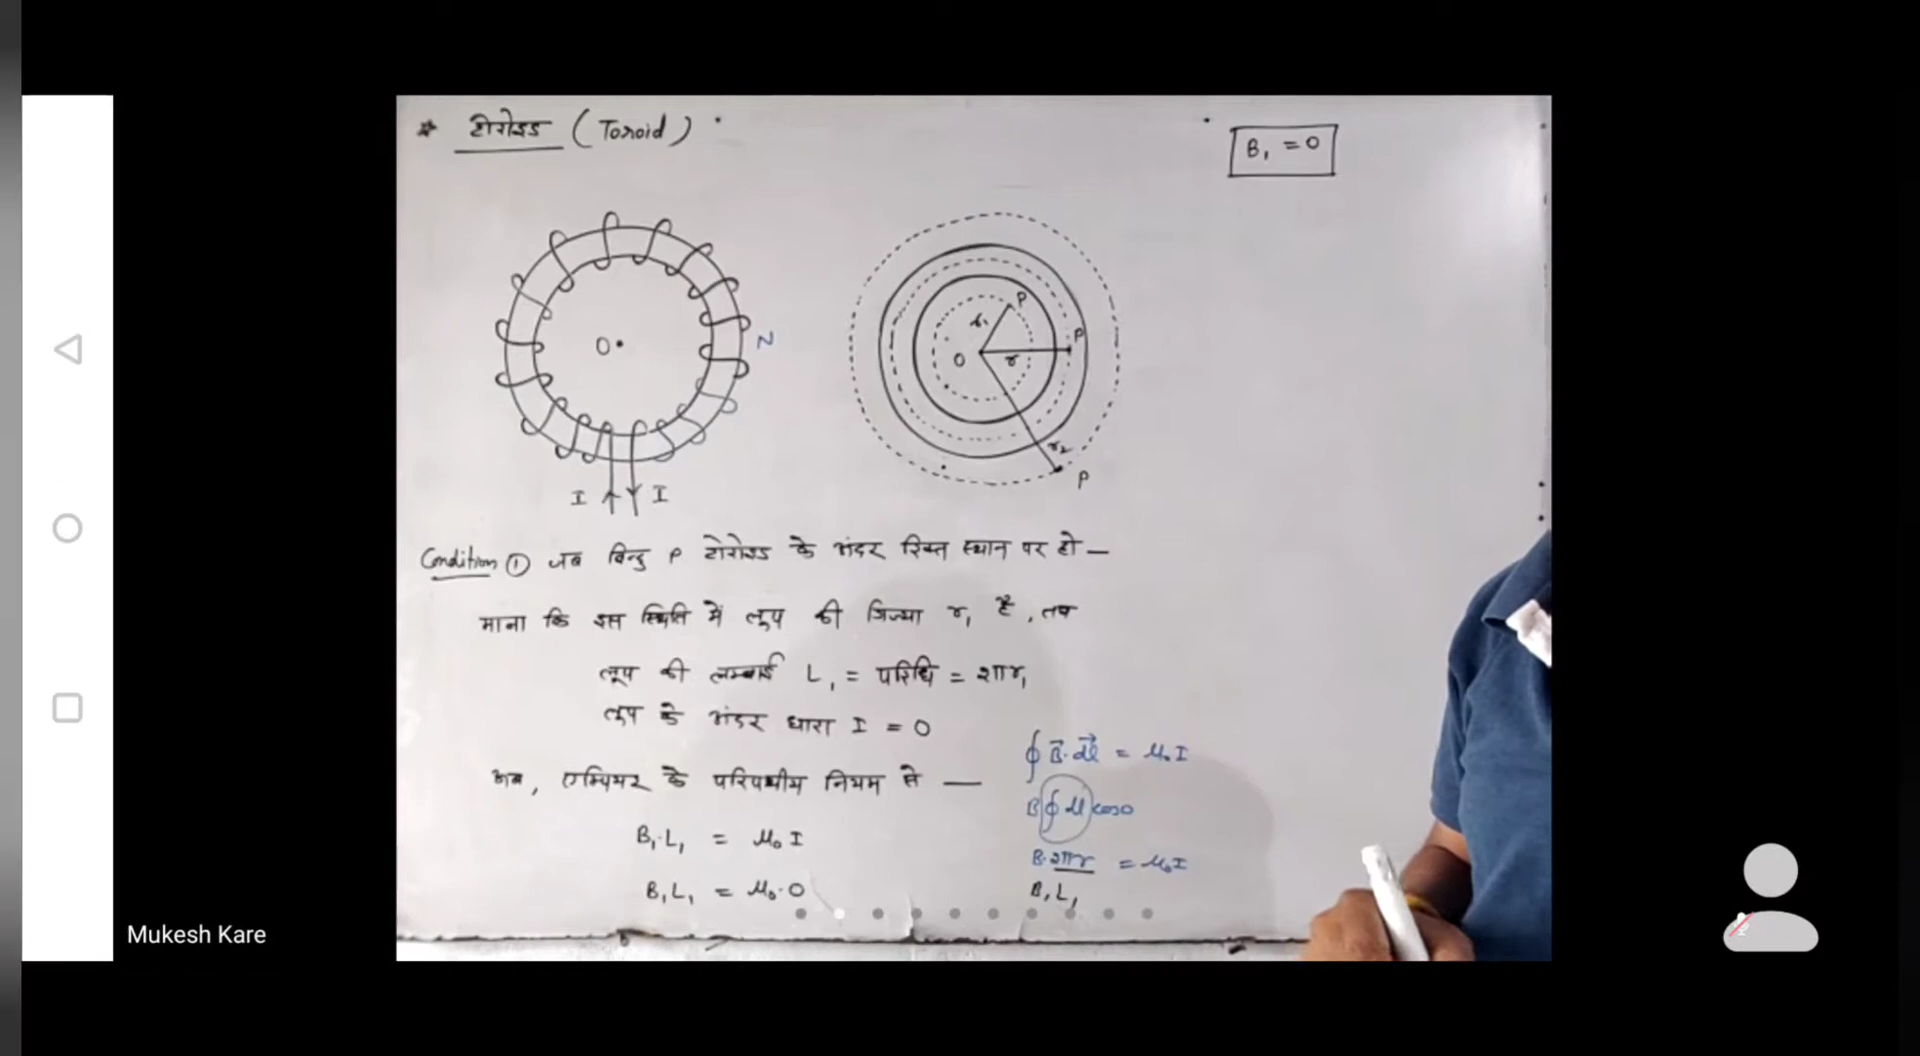 * टोरोइड (Toroid)
B₁ = 0
O
N
I I
r₁ P
O r P
r₂
P
Condition ① जब बिन्दु P टोरोइड के अंदर रिक्त स्थान पर हो —
माना कि इस स्थिति में लूप की त्रिज्या r₁ है, तब
लूप की लम्बाई L₁ = परिधि = 2πr₁
लूप के अंदर धारा I = 0
अब, एम्पियर के परिपथीय नियम से —
B₁·L₁ = μ₀ I
B₁L₁ = μ₀·0
∮ B⃗·dl⃗ = μ₀I
B ∮ dl cos0
B·2πr = μ₀I
B₁L₁
Mukesh Kare